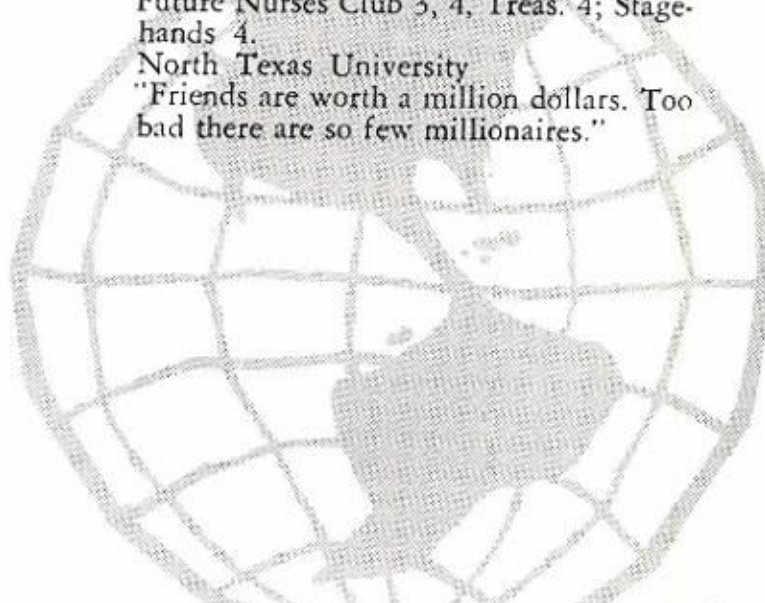 Future Nurses Club 3, 4, Treas. 4; Stage-
hands 4.
North Texas University
"Friends are worth a million dollars. Too
bad there are so few millionaires."